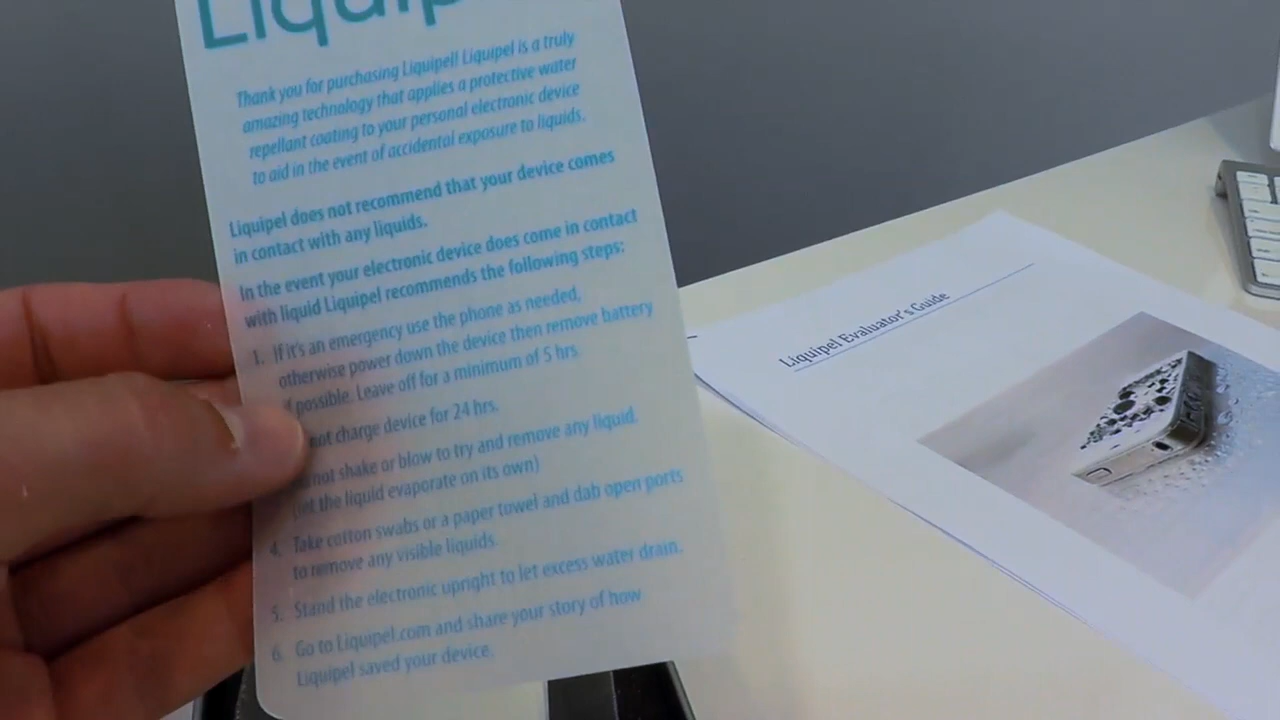 Thank you for purchasing Liquipel! Liquipel is a truly
amazing technology that applies a protective water
repellant coating to your personal electronic device
to aid in the event of accidental exposure to liquids.
Liquipel does not recommend that your device comes
in contact with any liquids.
In the event your electronic device does come in contact
with liquid Liquipel recommends the following steps:
1. If it's an emergency use the phone as needed,
otherwise power down the device then remove battery
if possible. Leave off for a minimum of 5 hrs.
not charge device for 24 hrs.
not shake or blow to try and remove any liquid.
(let the liquid evaporate on its own)
4. Take cotton swabs or a paper towel and dab open ports
to remove any visible liquids.
5. Stand the electronic upright to let excess water drain.
6. Go to Liquipel.com and share your story of how
Liquipel saved your device.
Liquipel Evaluator's Guide